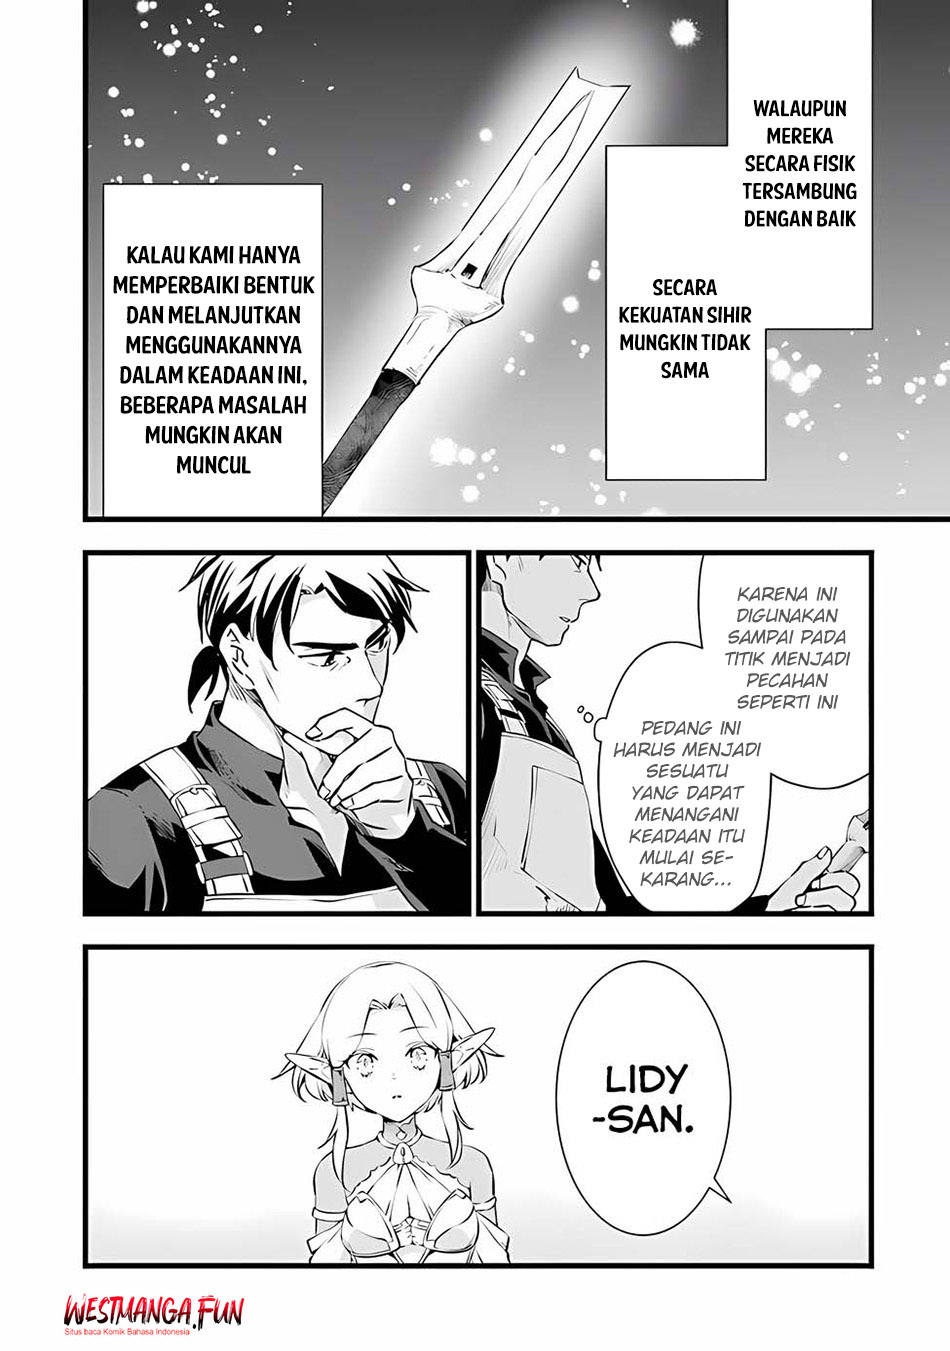 WALAUPUN
MEREKA
SECARA FISIK
TERSAMBUNG
DENGAN BAIK
SECARA
KEKUATAN SIHIR
MUNGKIN TIDAK
SAMA
KALAU KAMI HANYA
MEMPERBAIKI BENTUK
DAN MELANJUTKAN
MENGGUNAKANNYA
DALAM KEADAAN INI,
BEBERAPA MASALAH
MUNGKIN AKAN
MUNCUL
KARENA INI
DIGUNAKAN
SAMPAI PADA
TITIK MENJADI
PECAHAN
SEPERTI INI
PEDANG INI
HARUS MENJADI
SESUATU
YANG DAPAT
MENANGANI
KEADAAN ITU
MULAI SE-
KARANG...
LIDY
-SAN.
WESTMANGA.FUN
Situs baca Komik Bahasa Indonesia